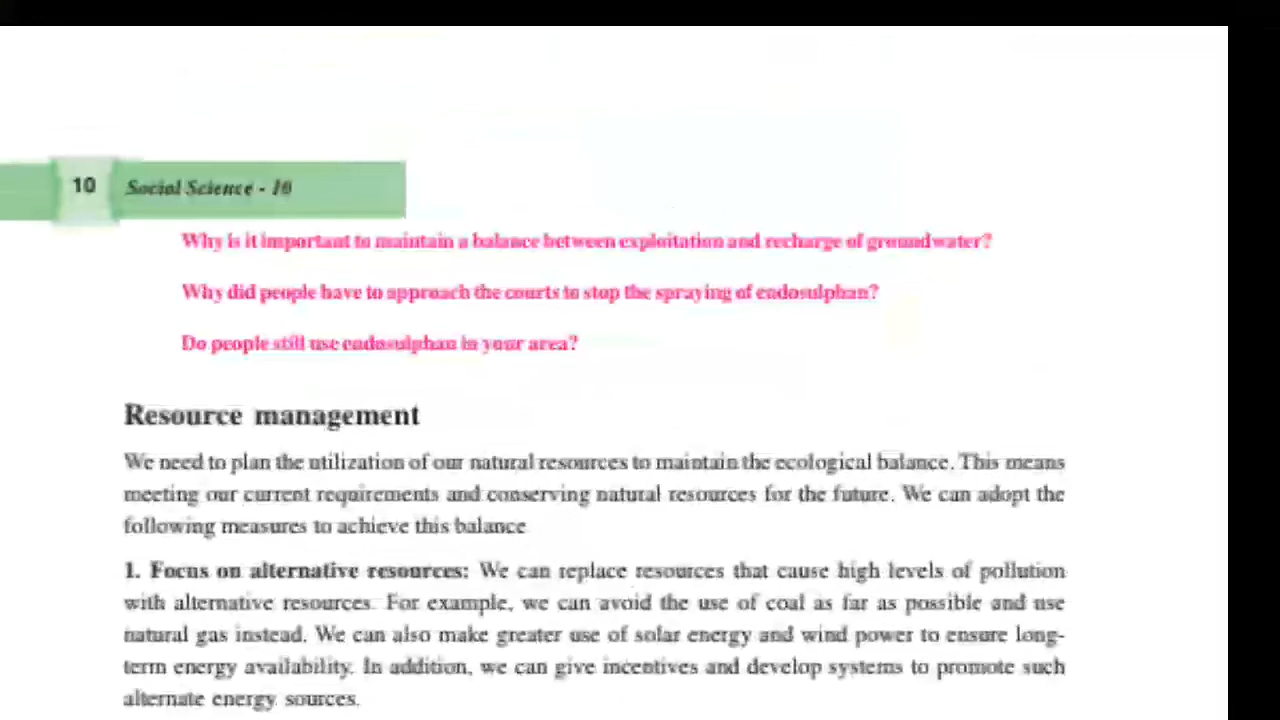 10 Social Science - 10
Why is it important to maintain a balance between exploitation and recharge of groundwater?
Why did people have to approach the courts to stop the spraying of endosulphan?
Do people still use endosulphan in your area?
Resource management
We need to plan the utilization of our natural resources to maintain the ecological balance. This means
meeting our current requirements and conserving natural resources for the future. We can adopt the
following measures to achieve this balance
1. Focus on alternative resources: We can replace resources that cause high levels of pollution
with alternative resources. For example, we can avoid the use of coal as far as possible and use
natural gas instead. We can also make greater use of solar energy and wind power to ensure long-
term energy availability. In addition, we can give incentives and develop systems to promote such
alternate energy sources.